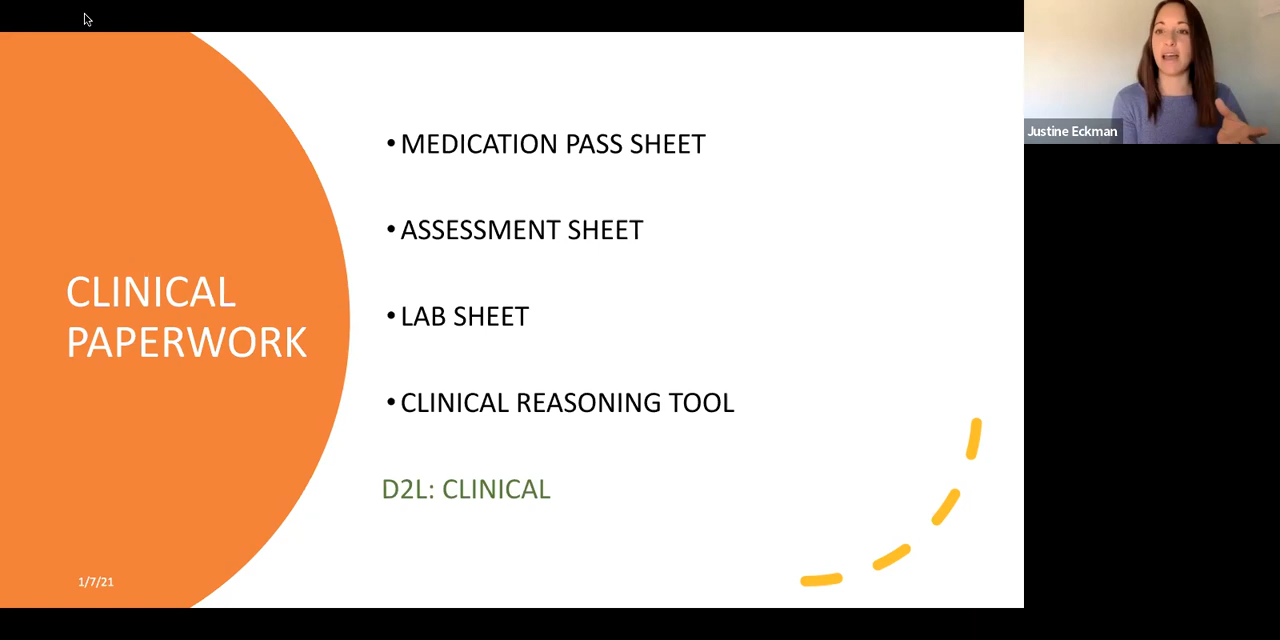 CLINICAL
PAPERWORK
• MEDICATION PASS SHEET
• ASSESSMENT SHEET
• LAB SHEET
• CLINICAL REASONING TOOL
D2L: CLINICAL
1/7/21
Justine Eckman